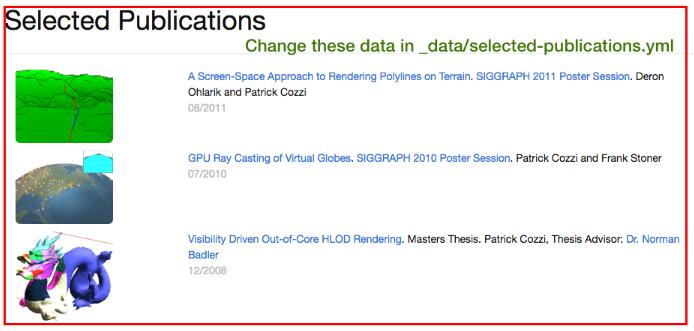 Selected Publications
Change these data in _data/selected-publications.yml
A Screen-Space Approach to Rendering Polylines on Terrain. SIGGRAPH 2011 Poster Session. Deron
Ohlarik and Patrick Cozzi
08/2011
GPU Ray Casting of Virtual Globes. SIGGRAPH 2010 Poster Session. Patrick Cozzi and Frank Stoner
07/2010
Visibility Driven Out-of-Core HLOD Rendering. Masters Thesis. Patrick Cozzi, Thesis Advisor: Dr. Norman
Badler
12/2008